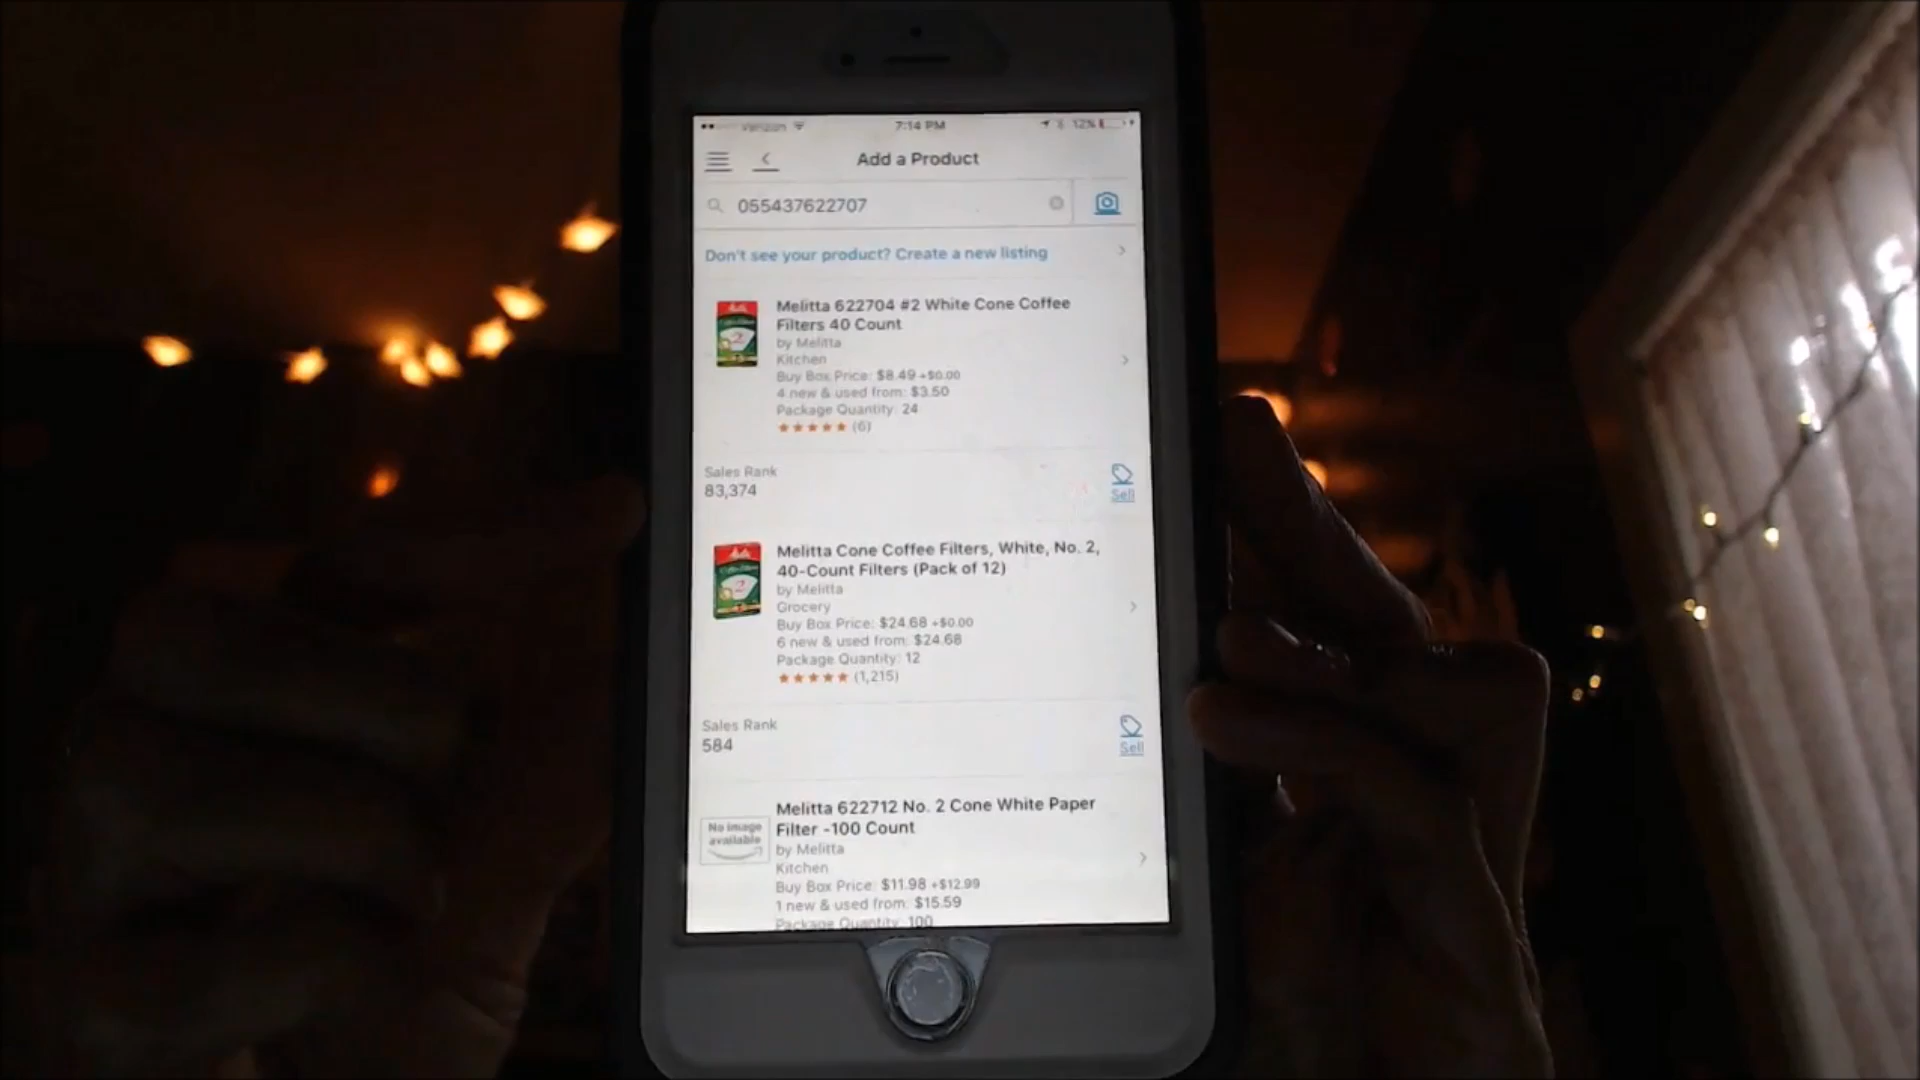 Verizon 7:14 PM 12%
Add a Product
055437622707
Don't see your product? Create a new listing
Melitta 622704 #2 White Cone Coffee
Filters 40 Count
by Melitta
Kitchen
Buy Box Price: $8.49 +$0.00
4 new & used from: $3.50
Package Quantity: 24
(6)
Sales Rank
83,374
Sell
2
Melitta Cone Coffee Filters, White, No. 2,
40-Count Filters (Pack of 12)
by Melitta
Grocery
Buy Box Price: $24.68 +$0.00
6 new & used from: $24.68
Package Quantity: 12
(1,215)
2
Sales Rank
584
Sell
Melitta 622712 No. 2 Cone White Paper
Filter -100 Count
by Melitta
Kitchen
Buy Box Price: $11.98 +$12.99
1 new & used from: $15.59
Package Quantity: 100
No image
available